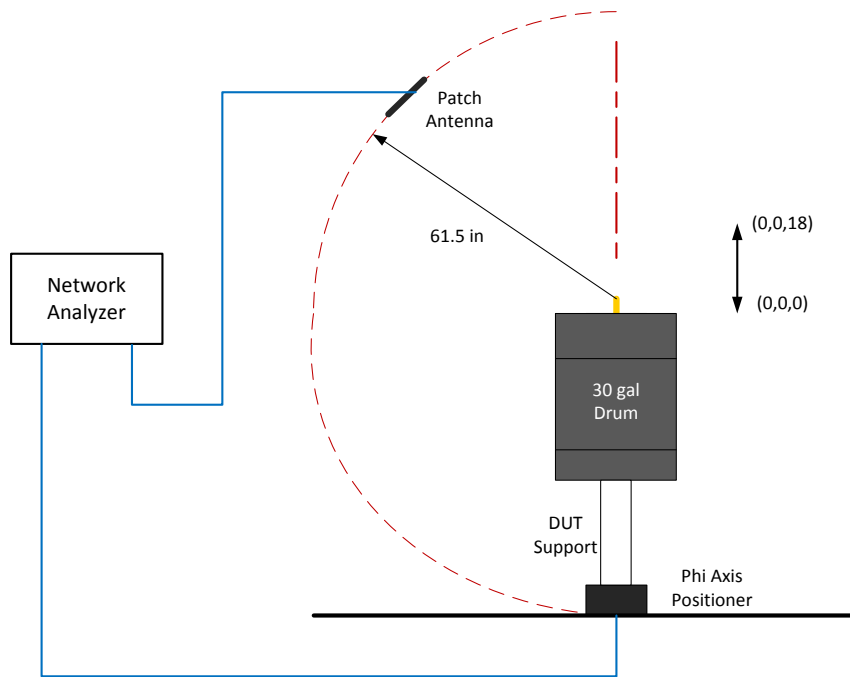 Patch
Antenna
61.5 in
(0,0,18)
(0,0,0)
Network
Analyzer
30 gal
Drum
DUT
Support
Phi Axis
Positioner